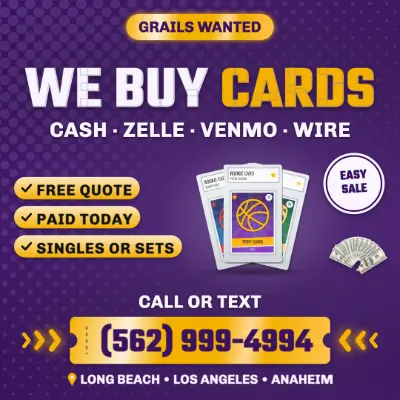 GRAILS WANTED
WE BUY CARDS
CASH · ZELLE · VENMO · WIRE
EASY
SALE
ROOKIE CARD
✓ FREE QUOTE
✓ PAID TODAY
✓ SINGLES OR SETS
CALL OR TEXT
(562) 999-4994
LONG BEACH • LOS ANGELES • ANAHEIM